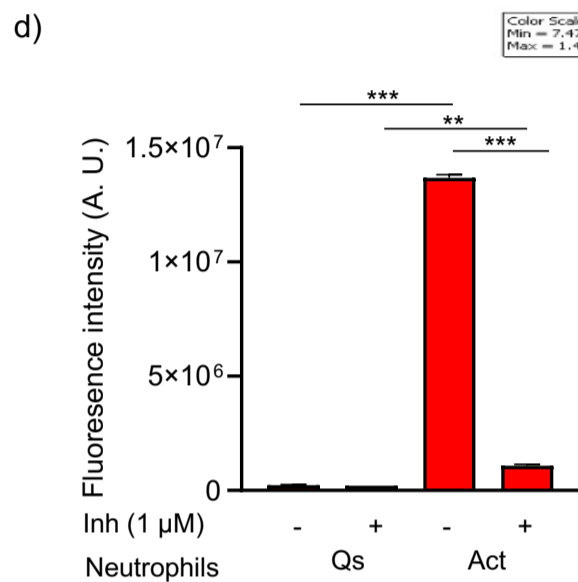 d)
Color Scal
Min = 7.47
Max = 1.4
***
**
***
Fluoresence intensity (A. U.)
1.5×10⁷
1×10⁷
5×10⁶
0
Inh (1 µM) - + - +
Neutrophils Qs Act